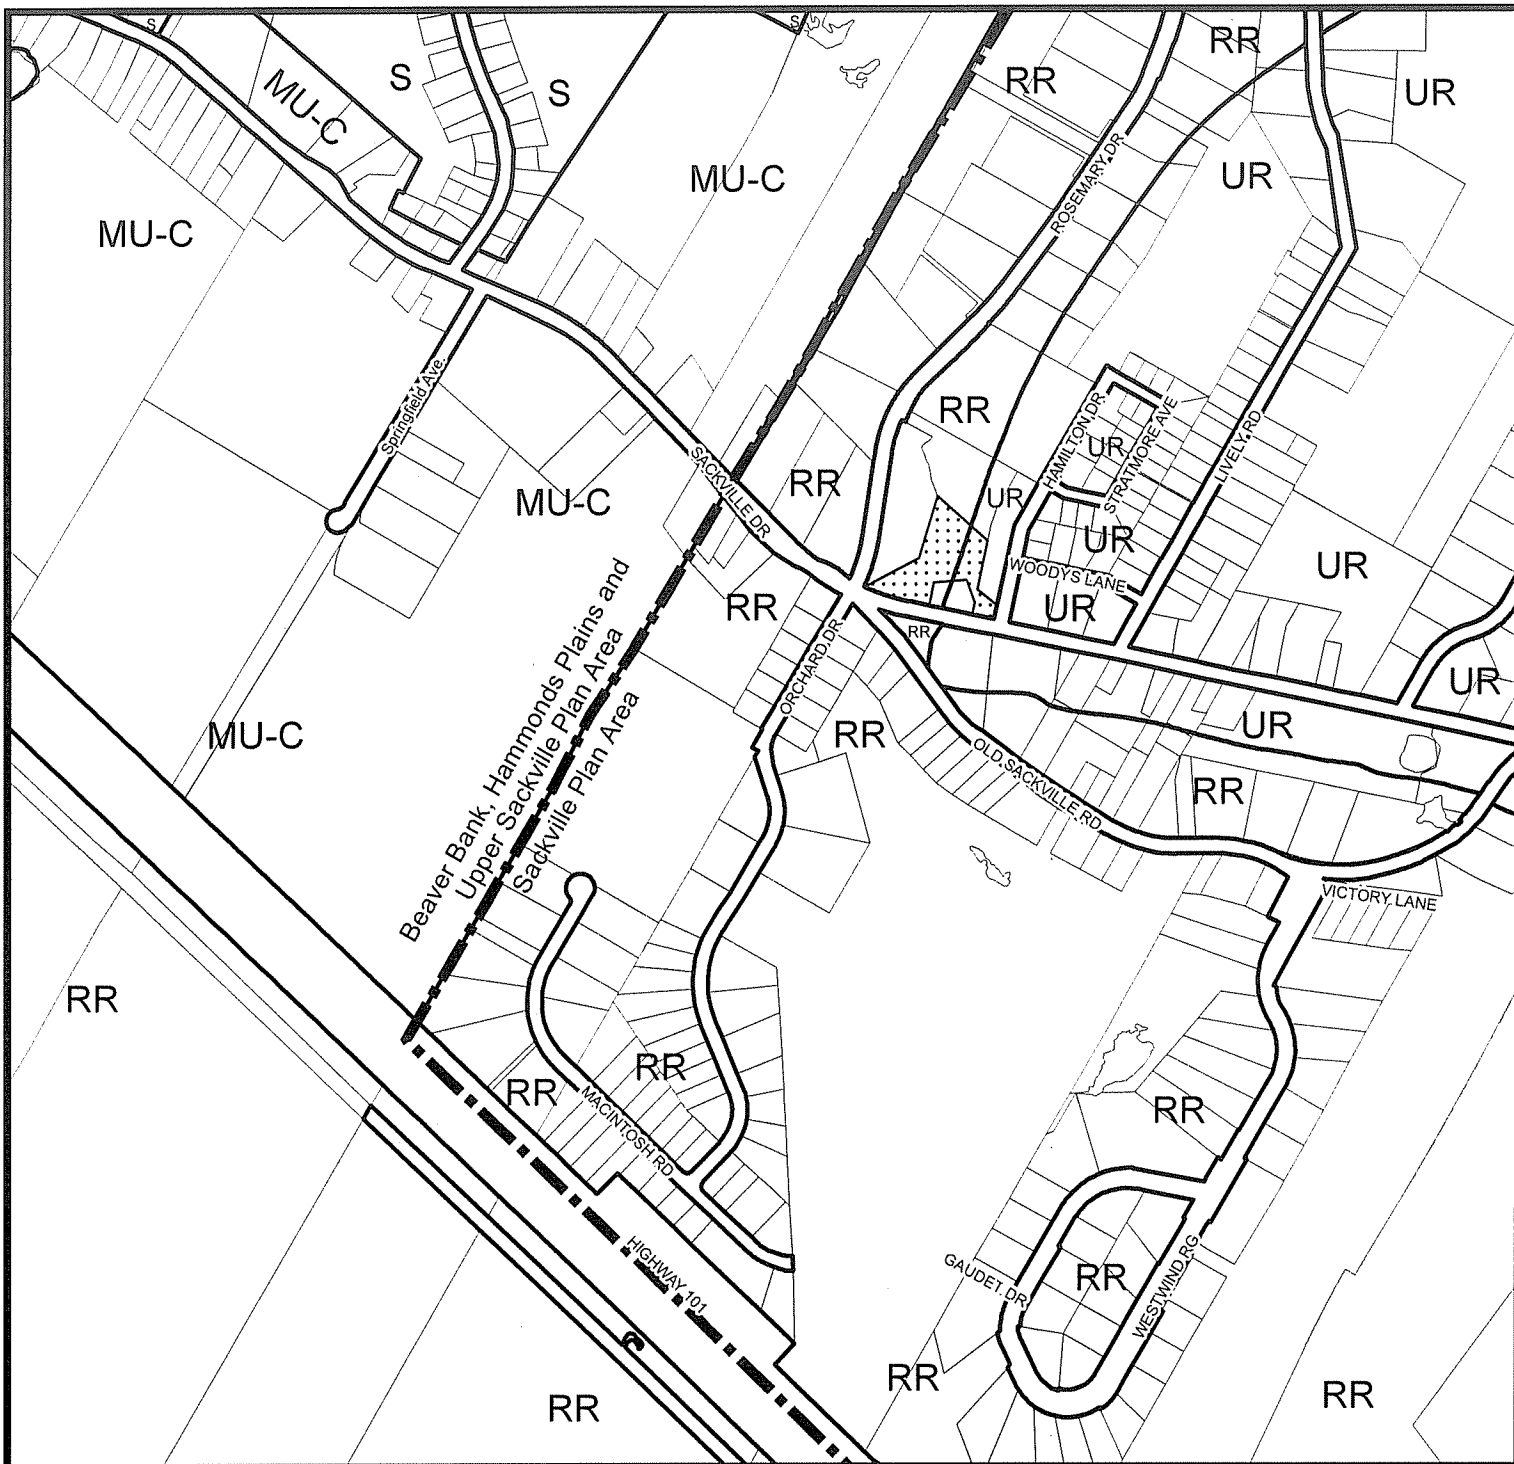 S
S
RR
RR
MU-C
S
S
UR
MU-C
MU-C
UR
ROSEMARY DR
Springfield Ave.
RR
HAMILTON DR
STRATMORE AVE
LIVELY RD
UR
SACKVILLE DR
RR
MU-C
UR
UR
WOODYS LANE
UR
UR
RR
RR
ORCHARD DR
Beaver Bank, Hammonds Plains and
Upper Sackville Plan Area
Sackville Plan Area
UR
UR
MU-C
RR
OLD SACKVILLE RD
RR
VICTORY LANE
RR
RR
RR
MACINTOSH RD
RR
HIGHWAY 101
GAUDET DR
RR
WESTWIND RG
RR
RR
RR